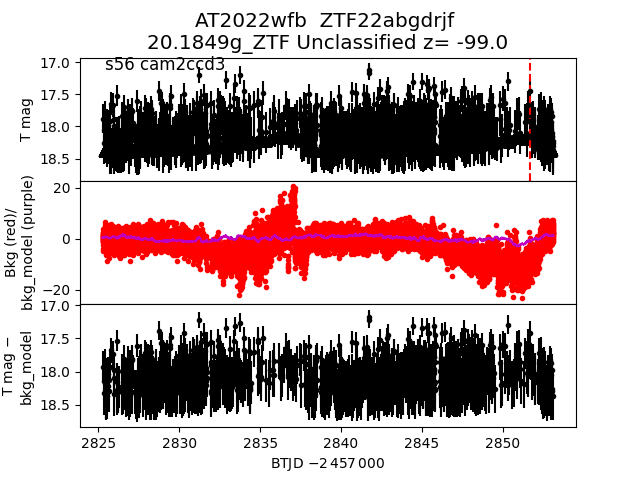 AT2022wfb  ZTF22abgdrjf
20.1849g_ZTF Unclassified z= -99.0
s56 cam2ccd3
T mag
17.0
17.5
18.0
18.5
Bkg (red)/
bkg_model (purple)
20
0
−20
T mag −
bkg_model
17.0
17.5
18.0
18.5
2825 2830 2835 2840 2845 2850
BTJD −2 457 000